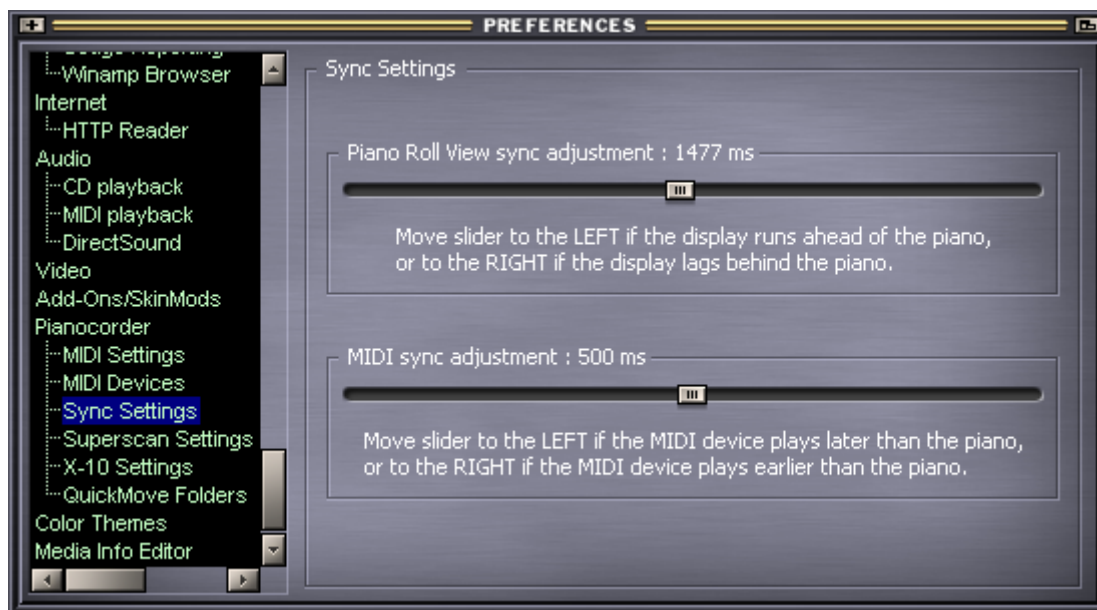 PREFERENCES
Winamp Browser
Internet
HTTP Reader
Audio
CD playback
MIDI playback
DirectSound
Video
Add-Ons/SkinMods
Pianocorder
MIDI Settings
MIDI Devices
Sync Settings
Superscan Settings
X-10 Settings
QuickMove Folders
Color Themes
Media Info Editor
Sync Settings
Piano Roll View sync adjustment : 1477 ms
Move slider to the LEFT if the display runs ahead of the piano,
or to the RIGHT if the display lags behind the piano.
MIDI sync adjustment : 500 ms
Move slider to the LEFT if the MIDI device plays later than the piano,
or to the RIGHT if the MIDI device plays earlier than the piano.